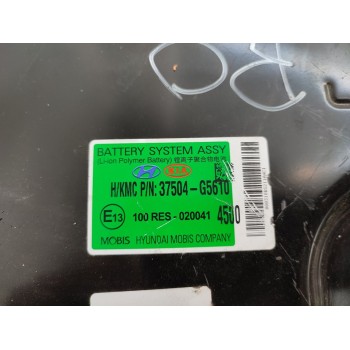 BATTERY SYSTEM ASSY
(Li-ion Polymer Battery) 锂离子聚合物电池
KIA
H/KMC P/N: 37504-G5610
E13 100 RES-020041 4500
MOBIS HYUNDAI MOBIS COMPANY